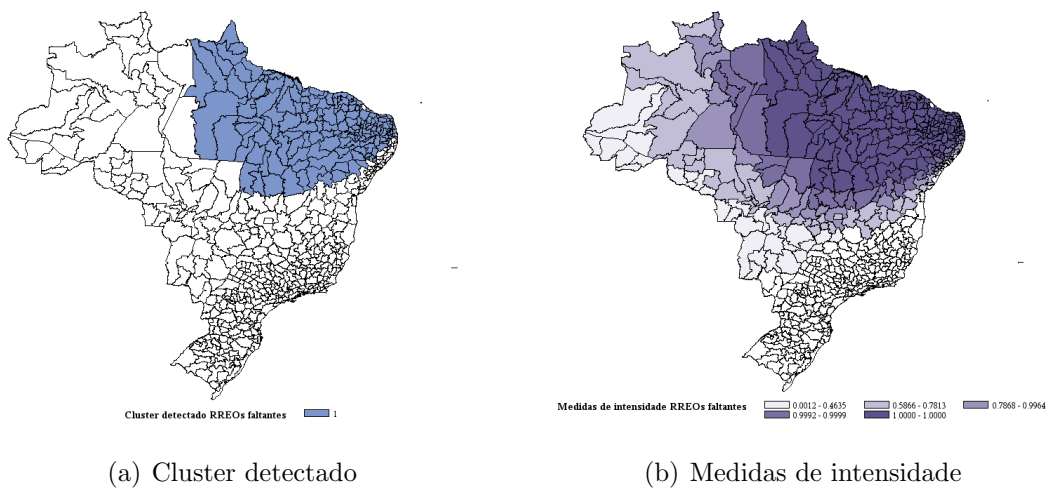 Cluster detectado RREOs faltantes 1
Medidas de intensidade RREOs faltantes 0.0012 - 0.4635 0.5866 - 0.7813 0.7868 - 0.9964
0.9992 - 0.9999 1.0000 - 1.0000
(a) Cluster detectado
(b) Medidas de intensidade